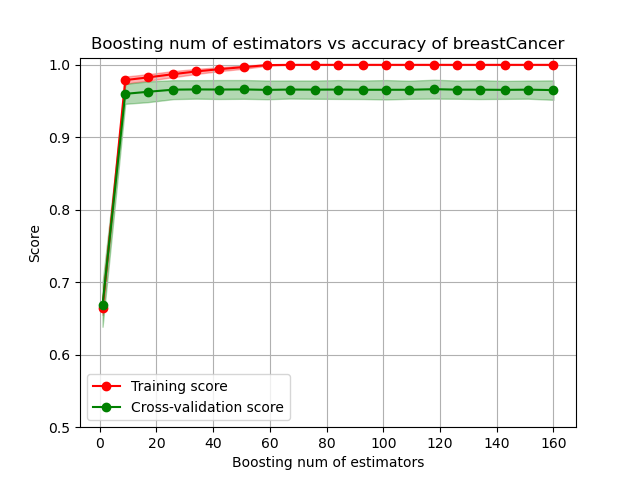 Boosting num of estimators vs accuracy of breastCancer
1.0
0.9
0.8
0.7
0.6
0.5
Score
Training score
Cross-validation score
0 20 40 60 80 100 120 140 160
Boosting num of estimators